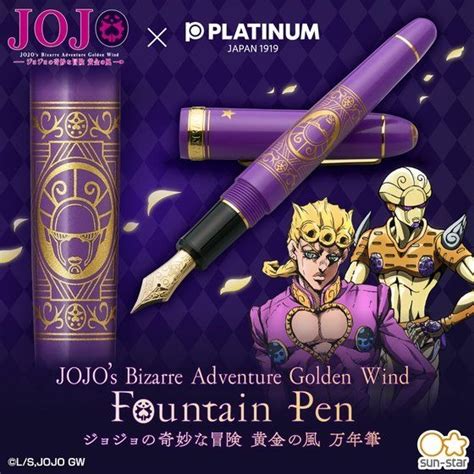 JOJO
JOJO's Bizarre Adventure Golden Wind
ジョジョの奇妙な冒険 黄金の風
×
PLATINUM
JAPAN 1919
JOJO's Bizarre Adventure Golden Wind
Fountain Pen
ジョジョの奇妙な冒険 黄金の風 万年筆
©L/S,JOJO GW
sun-star